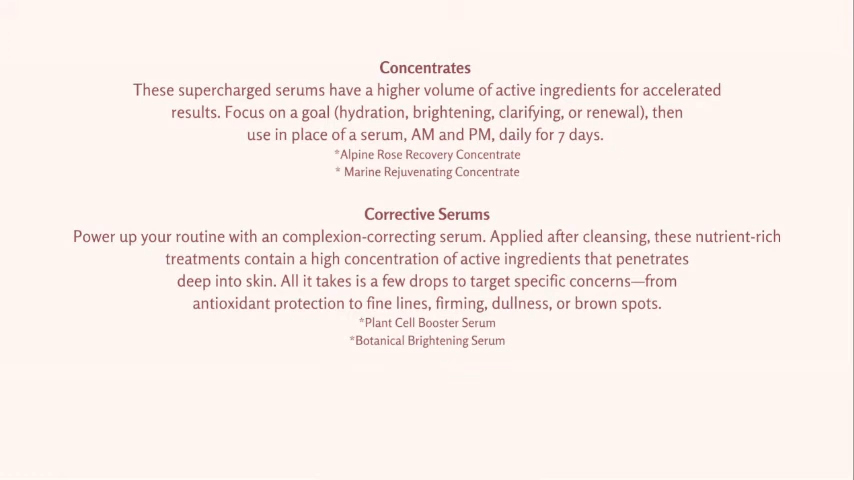 Concentrates
These supercharged serums have a higher volume of active ingredients for accelerated
results. Focus on a goal (hydration, brightening, clarifying, or renewal), then
use in place of a serum, AM and PM, daily for 7 days.
*Alpine Rose Recovery Concentrate
* Marine Rejuvenating Concentrate
Corrective Serums
Power up your routine with an complexion-correcting serum. Applied after cleansing, these nutrient-rich
treatments contain a high concentration of active ingredients that penetrates
deep into skin. All it takes is a few drops to target specific concerns—from
antioxidant protection to fine lines, firming, dullness, or brown spots.
*Plant Cell Booster Serum
*Botanical Brightening Serum